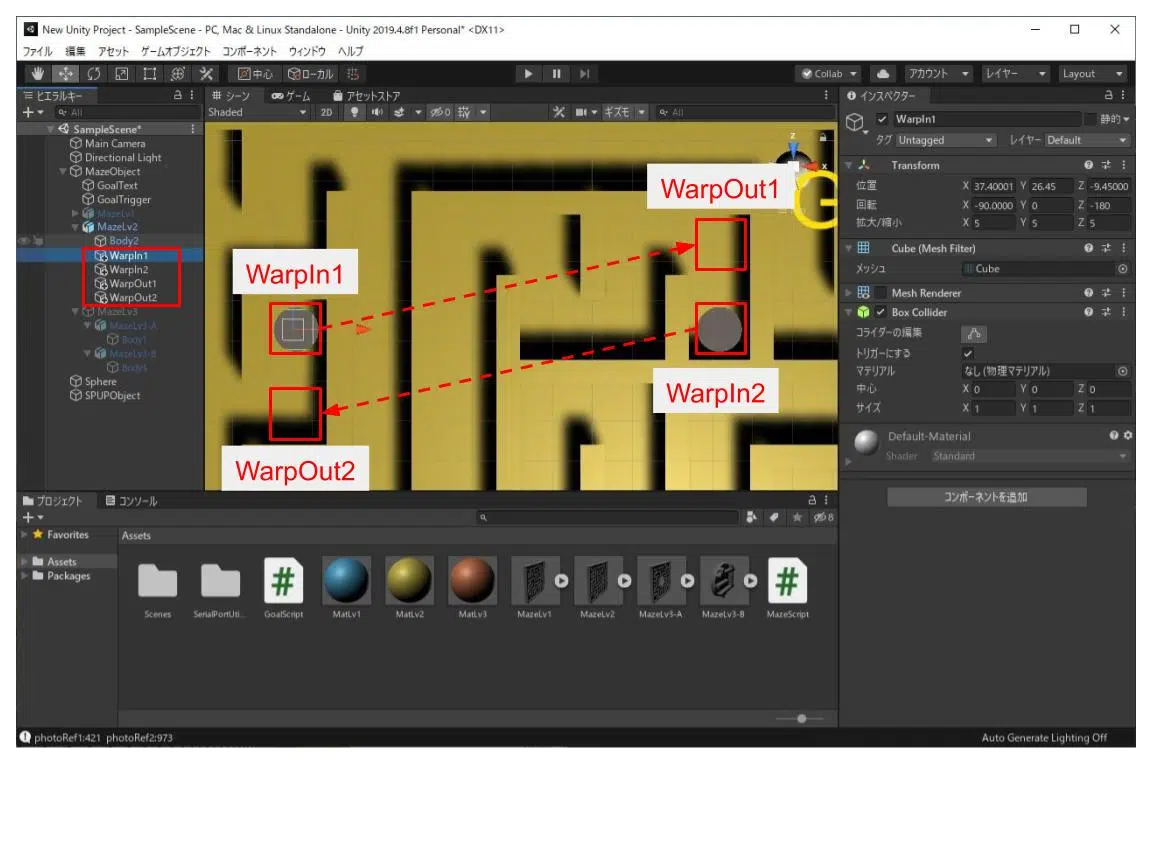 New Unity Project - SampleScene - PC, Mac & Linux Standalone - Unity 2019.4.8f1 Personal* <DX11>
ファイル 編集 アセット ゲームオブジェクト コンポーネント ウィンドウ ヘルプ
中心 ローカル Collab アカウント レイヤー Layout
ヒエラルキー
All
SampleScene*
Main Camera
Directional Light
MazeObject
GoalText
GoalTrigger
MazeLv1
MazeLv2
Body2
WarpIn1
WarpIn2
WarpOut1
WarpOut2
MazeLv3
MazeLv3-A
Body1
MazeLv3-B
Sphere
SPUPObject
シーン ゲーム アセットストア
Shaded 2D 0 ギズモ All
z
x
G
WarpOut1
WarpIn1
WarpIn2
WarpOut2
インスペクター
WarpIn1 静的
タグ Untagged レイヤー Default
Transform
位置 X 37.40001 Y 26.45 Z -9.45000
回転 X -90.0000 Y 0 Z -180
拡大/縮小 X 5 Y 5 Z 5
Cube (Mesh Filter)
メッシュ Cube
Mesh Renderer
Box Collider
コライダーの編集
トリガーにする
マテリアル なし (物理マテリアル)
中心 X 0 Y 0 Z 0
サイズ X 1 Y 1 Z 1
Default-Material
Shader Standard
コンポーネントを追加
プロジェクト コンソール
8
Favorites
Assets
Packages
Assets
Scenes SerialPortUti... GoalScript MatLv1 MatLv2 MatLv3 MazeLv1 MazeLv2 MazeLv3-A MazeLv3-B MazeScript
photoRef1:421 photoRef2:973
Auto Generate Lighting Off